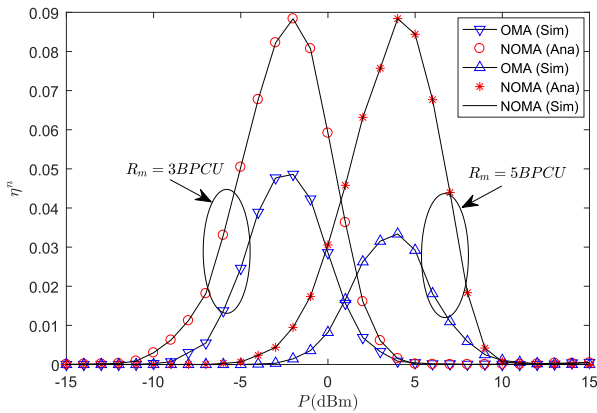 0.09
0.08
0.07
0.06
0.05
0.04
0.03
0.02
0.01
0
ηⁿ
-15 -10 -5 0 5 10 15
P(dBm)
R_m = 3BPCU
R_m = 5BPCU
OMA (Sim)
NOMA (Ana)
OMA (Sim)
NOMA (Ana)
NOMA (Sim)